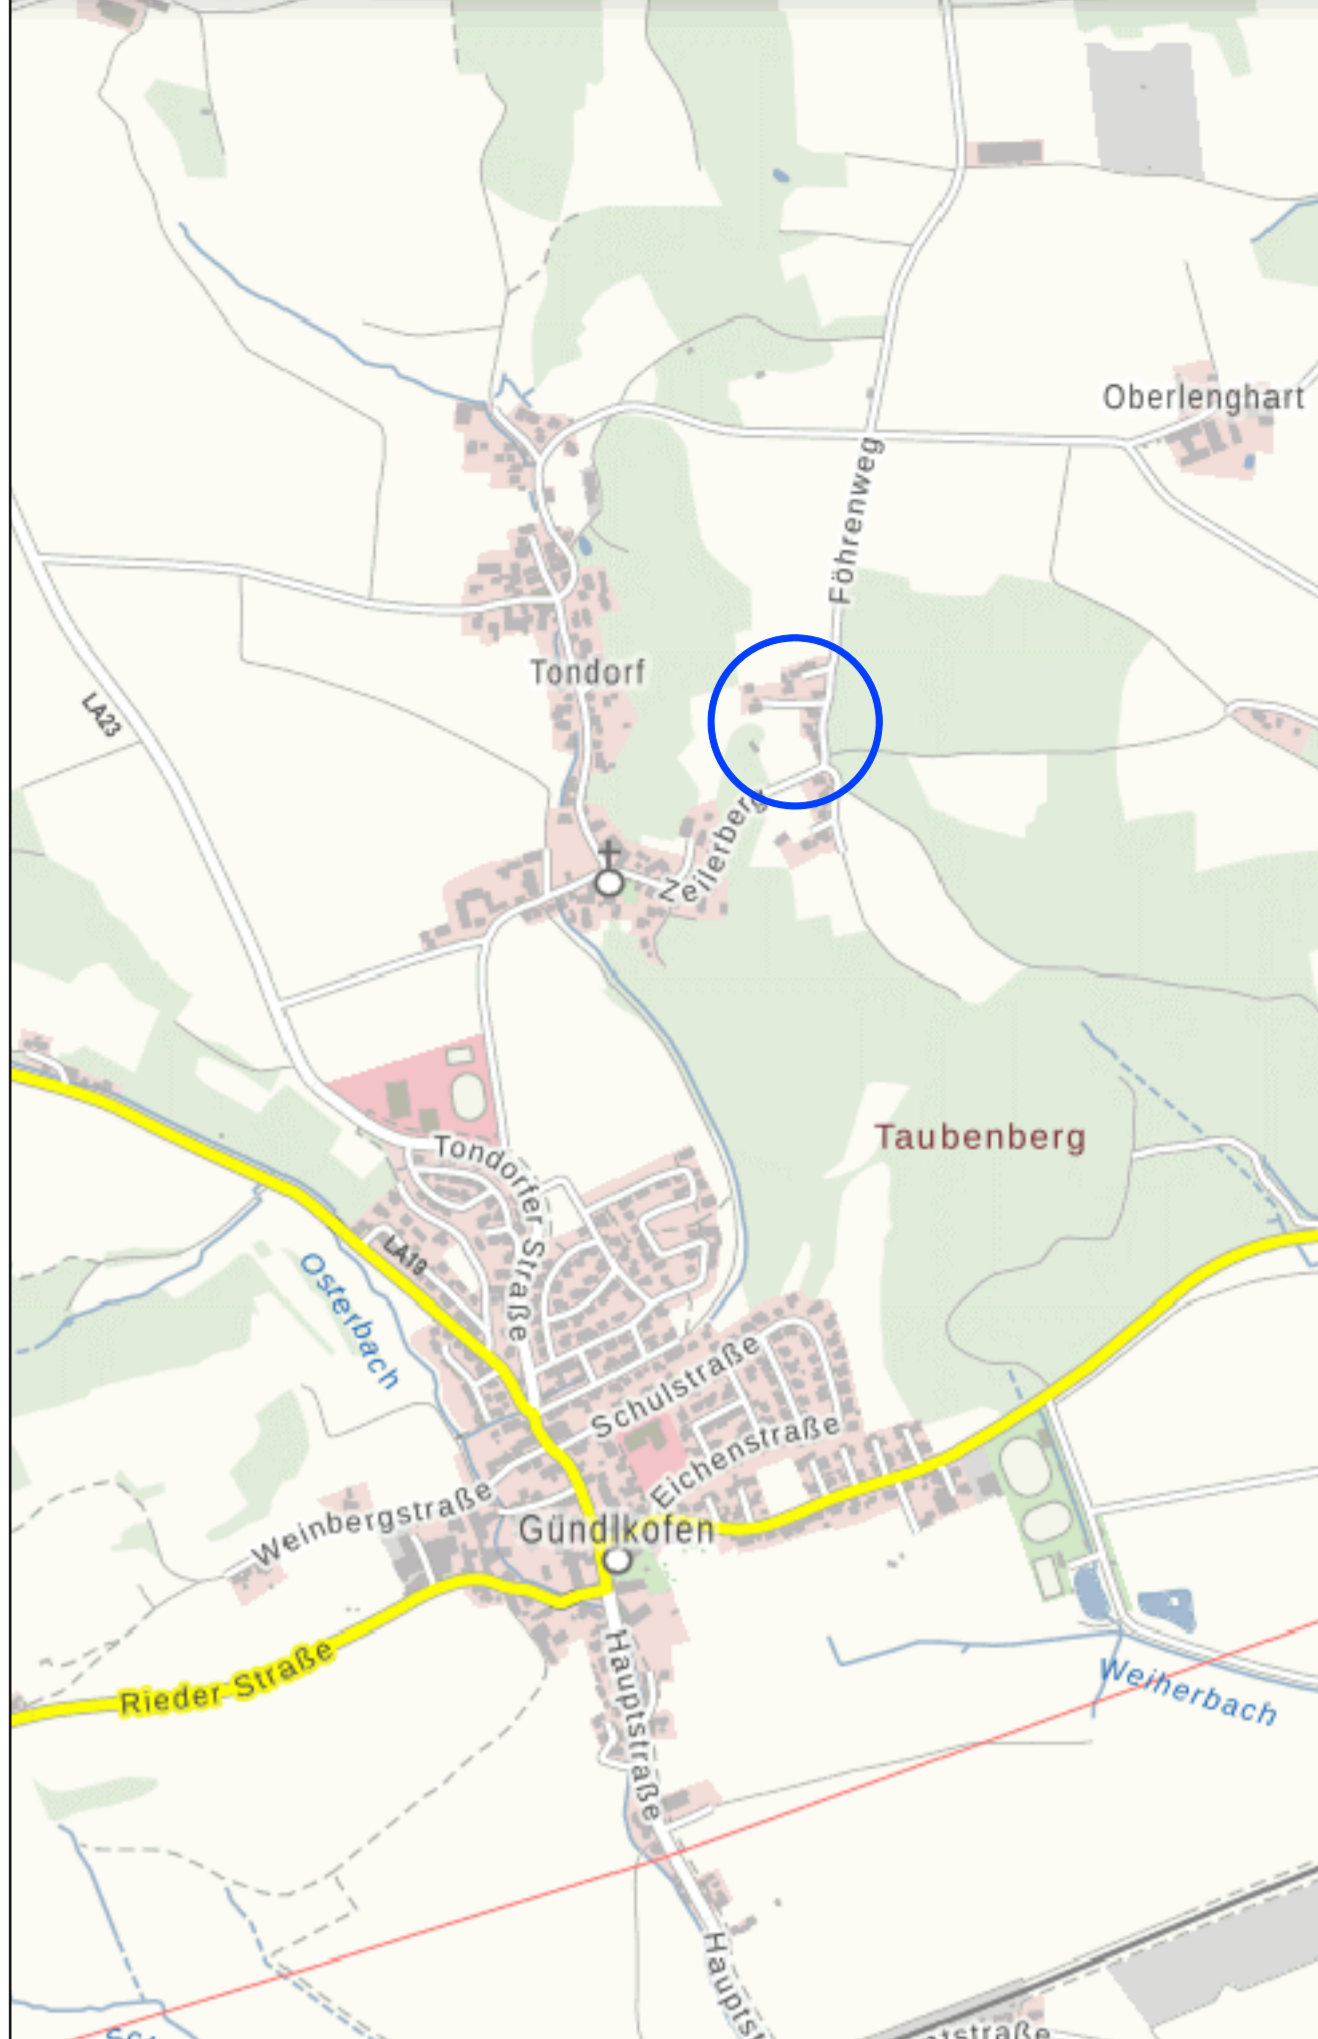 Oberlenghart
Föhrenweg
Tondorf
LA23
Zeilerberg
Taubenberg
Tondorfer Straße
LA19
Osterbach
Schulstraße
Eichenstraße
Weinbergstraße
Gündlkofen
Rieder Straße
Hauptstraße
Weiherbach